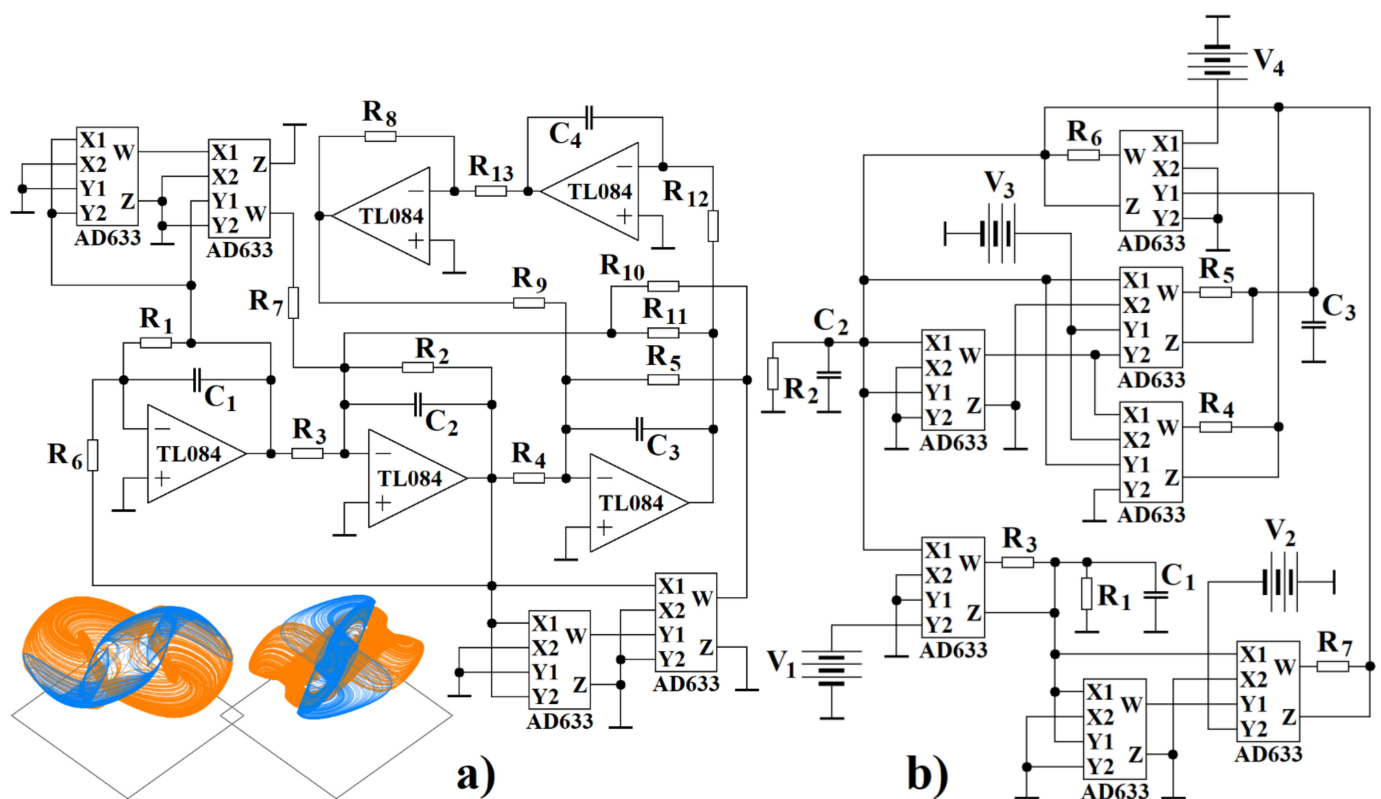 V4
R8
C4
R6
X1
X2
Y1
Y2
W
Z
AD633
X1
X2
Y1
Y2
Z
W
AD633
−
+
TL084
R13
−
+
TL084
R12
V3
W
Z
X1
X2
Y1
Y2
AD633
R7
R9
R10
R11
R5
R1
C1
−
+
TL084
R6
R3
R2
C2
−
+
TL084
R4
C3
−
+
TL084
C2
R2
X1
X2
Y1
Y2
W
Z
AD633
X1
X2
Y1
Y2
W
Z
AD633
R5
C3
X1
X2
Y1
Y2
W
Z
AD633
R4
X1
X2
Y1
Y2
W
Z
AD633
R3
R1
C1
V1
V2
X1
X2
Y1
Y2
W
Z
AD633
X1
X2
Y1
Y2
W
Z
AD633
X1
X2
Y1
Y2
W
Z
AD633
X1
X2
Y1
Y2
W
Z
AD633
R7
a)
b)